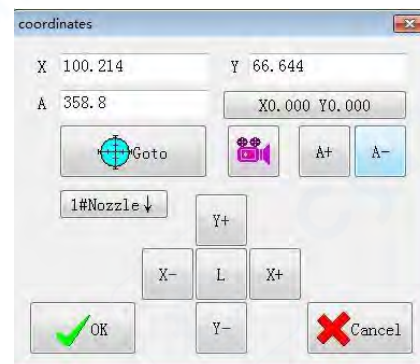 coordinates
X 100.214 Y 66.644
A 358.8 X0.000 Y0.000
Goto A+ A-
1#Nozzle↓
Y+
X- L X+
OK Y- Cancel